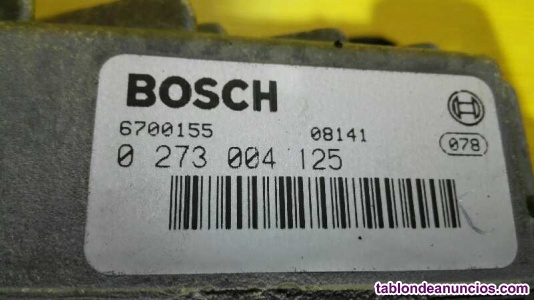 BOSCH
6700155 08141
078
0 273 004 125
tablondeanuncios.com